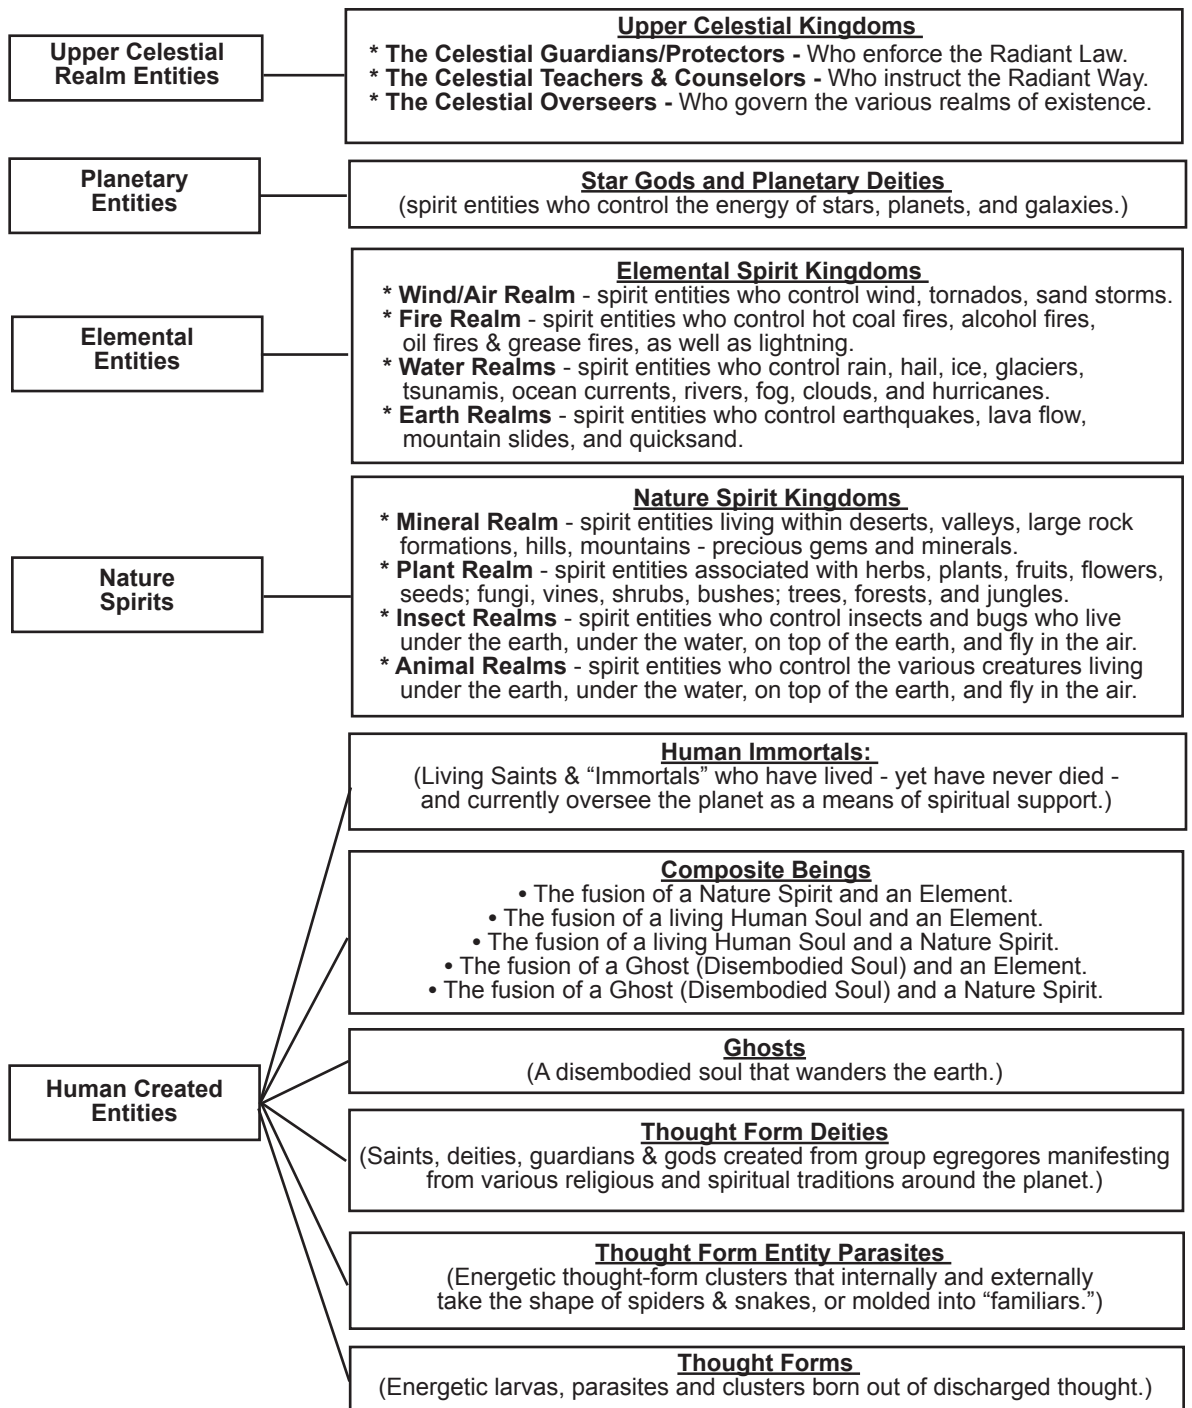 Upper Celestial
Realm Entities
Upper Celestial Kingdoms
* The Celestial Guardians/Protectors - Who enforce the Radiant Law.
* The Celestial Teachers & Counselors - Who instruct the Radiant Way.
* The Celestial Overseers - Who govern the various realms of existence.
Planetary
Entities
Star Gods and Planetary Deities
(spirit entities who control the energy of stars, planets, and galaxies.)
Elemental
Entities
Elemental Spirit Kingdoms
* Wind/Air Realm - spirit entities who control wind, tornados, sand storms.
* Fire Realm - spirit entities who control hot coal fires, alcohol fires,
oil fires & grease fires, as well as lightning.
* Water Realms - spirit entities who control rain, hail, ice, glaciers,
tsunamis, ocean currents, rivers, fog, clouds, and hurricanes.
* Earth Realms - spirit entities who control earthquakes, lava flow,
mountain slides, and quicksand.
Nature
Spirits
Nature Spirit Kingdoms
* Mineral Realm - spirit entities living within deserts, valleys, large rock
formations, hills, mountains - precious gems and minerals.
* Plant Realm - spirit entities associated with herbs, plants, fruits, flowers,
seeds; fungi, vines, shrubs, bushes; trees, forests, and jungles.
* Insect Realms - spirit entities who control insects and bugs who live
under the earth, under the water, on top of the earth, and fly in the air.
* Animal Realms - spirit entities who control the various creatures living
under the earth, under the water, on top of the earth, and fly in the air.
Human Created
Entities
Human Immortals:
(Living Saints & “Immortals” who have lived - yet have never died -
and currently oversee the planet as a means of spiritual support.)
Composite Beings
• The fusion of a Nature Spirit and an Element.
• The fusion of a living Human Soul and an Element.
• The fusion of a living Human Soul and a Nature Spirit.
• The fusion of a Ghost (Disembodied Soul) and an Element.
• The fusion of a Ghost (Disembodied Soul) and a Nature Spirit.
Ghosts
(A disembodied soul that wanders the earth.)
Thought Form Deities
(Saints, deities, guardians & gods created from group egregores manifesting
from various religious and spiritual traditions around the planet.)
Thought Form Entity Parasites
(Energetic thought-form clusters that internally and externally
take the shape of spiders & snakes, or molded into “familiars.”)
Thought Forms
(Energetic larvas, parasites and clusters born out of discharged thought.)